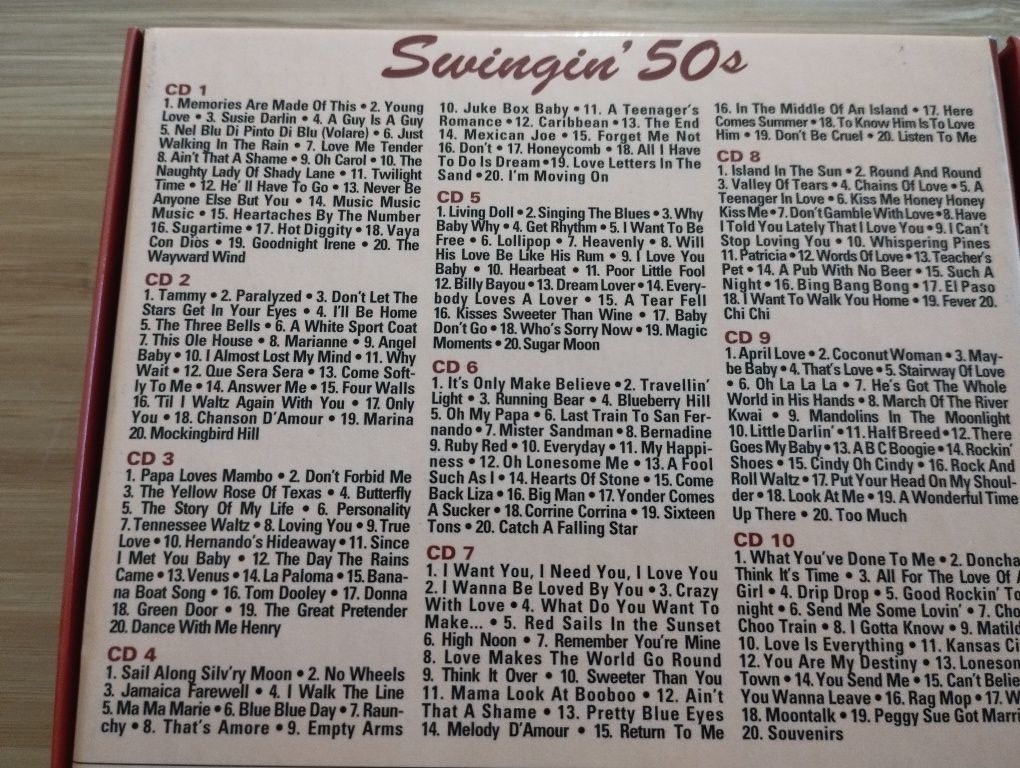 Swingin' 50s
CD 1
1. Memories Are Made Of This • 2. Young
Love • 3. Susie Darlin • 4. A Guy Is A Guy
5. Nel Blu Di Pinto Di Blu (Volare) • 6. Just
Walking In The Rain • 7. Love Me Tender
8. Ain't That A Shame • 9. Oh Carol • 10. The
Naughty Lady Of Shady Lane • 11. Twilight
Time • 12. He' ll Have To Go • 13. Never Be
Anyone Else But You • 14. Music Music
Music • 15. Heartaches By The Number
16. Sugartime • 17. Hot Diggity • 18. Vaya
Con Dios • 19. Goodnight Irene • 20. The
Wayward Wind
CD 2
1. Tammy • 2. Paralyzed • 3. Don't Let The
Stars Get In Your Eyes • 4. I'll Be Home
5. The Three Bells • 6. A White Sport Coat
7. This Ole House • 8. Marianne • 9. Angel
Baby • 10. I Almost Lost My Mind • 11. Why
Wait • 12. Que Sera Sera • 13. Come Soft-
ly To Me • 14. Answer Me • 15. Four Walls
16. 'Til I Waltz Again With You • 17. Only
You • 18. Chanson D'Amour • 19. Marina
20. Mockingbird Hill
CD 3
1. Papa Loves Mambo • 2. Don't Forbid Me
3. The Yellow Rose Of Texas • 4. Butterfly
5. The Story Of My Life • 6. Personality
7. Tennessee Waltz • 8. Loving You • 9. True
Love • 10. Hernando's Hideaway • 11. Since
I Met You Baby • 12. The Day The Rains
Came • 13. Venus • 14. La Paloma • 15. Bana-
na Boat Song • 16. Tom Dooley • 17. Donna
18. Green Door • 19. The Great Pretender
20. Dance With Me Henry
CD 4
1. Sail Along Silv'ry Moon • 2. No Wheels
3. Jamaica Farewell • 4. I Walk The Line
5. Ma Ma Marie • 6. Blue Blue Day • 7. Raun-
chy • 8. That's Amore • 9. Empty Arms
10. Juke Box Baby • 11. A Teenager's
Romance • 12. Caribbean • 13. The End
14. Mexican Joe • 15. Forget Me Not
16. Don't • 17. Honeycomb • 18. All I Have
To Do Is Dream • 19. Love Letters In The
Sand • 20. I'm Moving On
CD 5
1. Living Doll • 2. Singing The Blues • 3. Why
Baby Why • 4. Get Rhythm • 5. I Want To Be
Free • 6. Lollipop • 7. Heavenly • 8. Will
His Love Be Like His Rum • 9. I Love You
Baby • 10. Hearbeat • 11. Poor Little Fool
12. Billy Bayou • 13. Dream Lover • 14. Every-
body Loves A Lover • 15. A Tear Fell
16. Kisses Sweeter Than Wine • 17. Baby
Don't Go • 18. Who's Sorry Now • 19. Magic
Moments • 20. Sugar Moon
CD 6
1. It's Only Make Believe • 2. Travellin'
Light • 3. Running Bear • 4. Blueberry Hill
5. Oh My Papa • 6. Last Train To San Fer-
nando • 7. Mister Sandman • 8. Bernadine
9. Ruby Red • 10. Everyday • 11. My Happi-
ness • 12. Oh Lonesome Me • 13. A Fool
Such As I • 14. Hearts Of Stone • 15. Come
Back Liza • 16. Big Man • 17. Yonder Comes
A Sucker • 18. Corrine Corrina • 19. Sixteen
Tons • 20. Catch A Falling Star
CD 7
1. I Want You, I Need You, I Love You
2. I Wanna Be Loved By You • 3. Crazy
With Love • 4. What Do You Want To
Make... • 5. Red Sails In the Sunset
6. High Noon • 7. Remember You're Mine
8. Love Makes The World Go Round
9. Think It Over • 10. Sweeter Than You
11. Mama Look At Booboo • 12. Ain't
That A Shame • 13. Pretty Blue Eyes
14. Melody D'Amour • 15. Return To Me
16. In The Middle Of An Island • 17. Here
Comes Summer • 18. To Know Him Is To Love
Him • 19. Don't Be Cruel • 20. Listen To Me
CD 8
1. Island In The Sun • 2. Round And Round
3. Valley Of Tears • 4. Chains Of Love • 5. A
Teenager In Love • 6. Kiss Me Honey Honey
Kiss Me • 7. Don't Gamble With Love • 8. Have
I Told You Lately That I Love You • 9. I Can't
Stop Loving You • 10. Whispering Pines
11. Patricia • 12. Words Of Love • 13. Teacher's
Pet • 14. A Pub With No Beer • 15. Such A
Night • 16. Bing Bang Bong • 17. El Paso
18. I Want To Walk You Home • 19. Fever 20.
Chi Chi
CD 9
1. April Love • 2. Coconut Woman • 3. May-
be Baby • 4. That's Love • 5. Stairway Of Love
• 6. Oh La La La • 7. He's Got The Whole
World in His Hands • 8. March Of The River
Kwai • 9. Mandolins In The Moonlight
10. Little Darlin' • 11. Half Breed • 12. There
Goes My Baby • 13. A B C Boogie • 14. Rockin'
Shoes • 15. Cindy Oh Cindy • 16. Rock And
Roll Waltz • 17. Put Your Head On My Shoul-
der • 18. Look At Me • 19. A Wonderful Time
Up There • 20. Too Much
CD 10
1. What You've Done To Me • 2. Doncha
Think It's Time • 3. All For The Love Of
Girl • 4. Drip Drop • 5. Good Rockin' To
night • 6. Send Me Some Lovin' • 7. Cho
Choo Train • 8. I Gotta Know • 9. Matild
10. Love Is Everything • 11. Kansas Ci
12. You Are My Destiny • 13. Loneson
Town • 14. You Send Me • 15. Can't Belie
You Wanna Leave • 16. Rag Mop • 17. W
18. Moontalk • 19. Peggy Sue Got Marri
20. Souvenirs